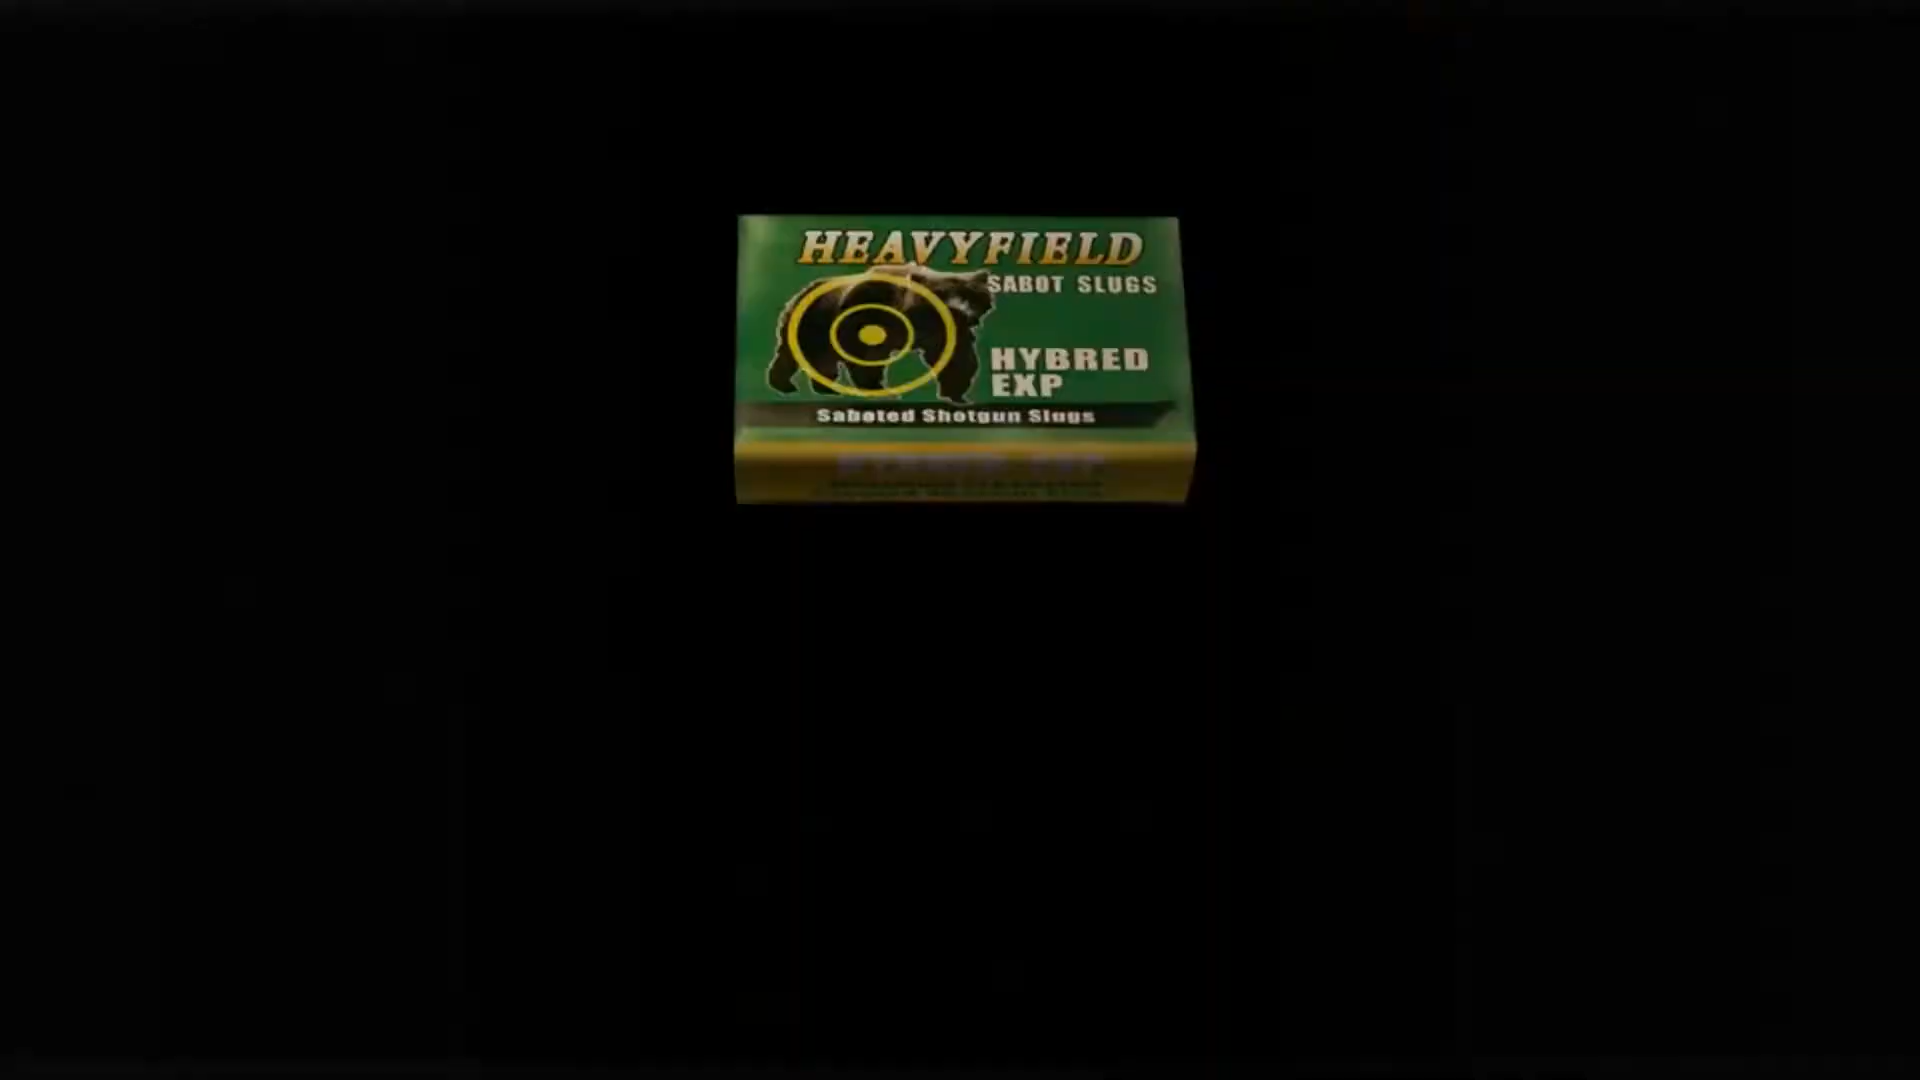 HEAVYFIELD
SABOT SLUGS
HYBRED
EXP
Saboted Shotgun Slugs